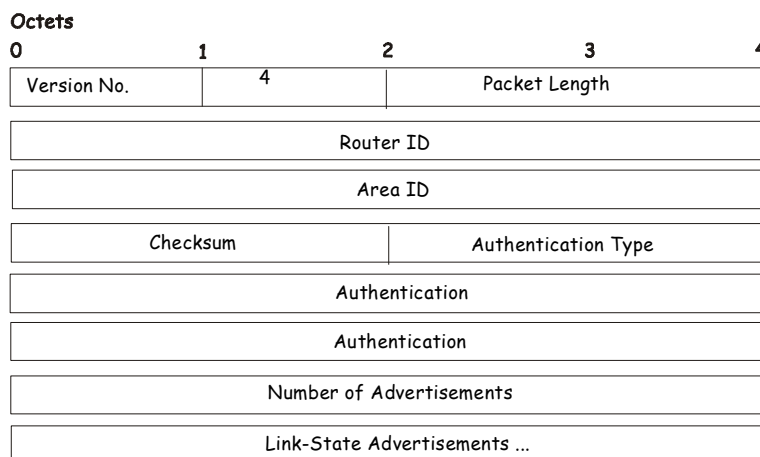 Octets
0 1 2 3 4
Version No. 4 Packet Length
Router ID
Area ID
Checksum Authentication Type
Authentication
Authentication
Number of Advertisements
Link-State Advertisements ...